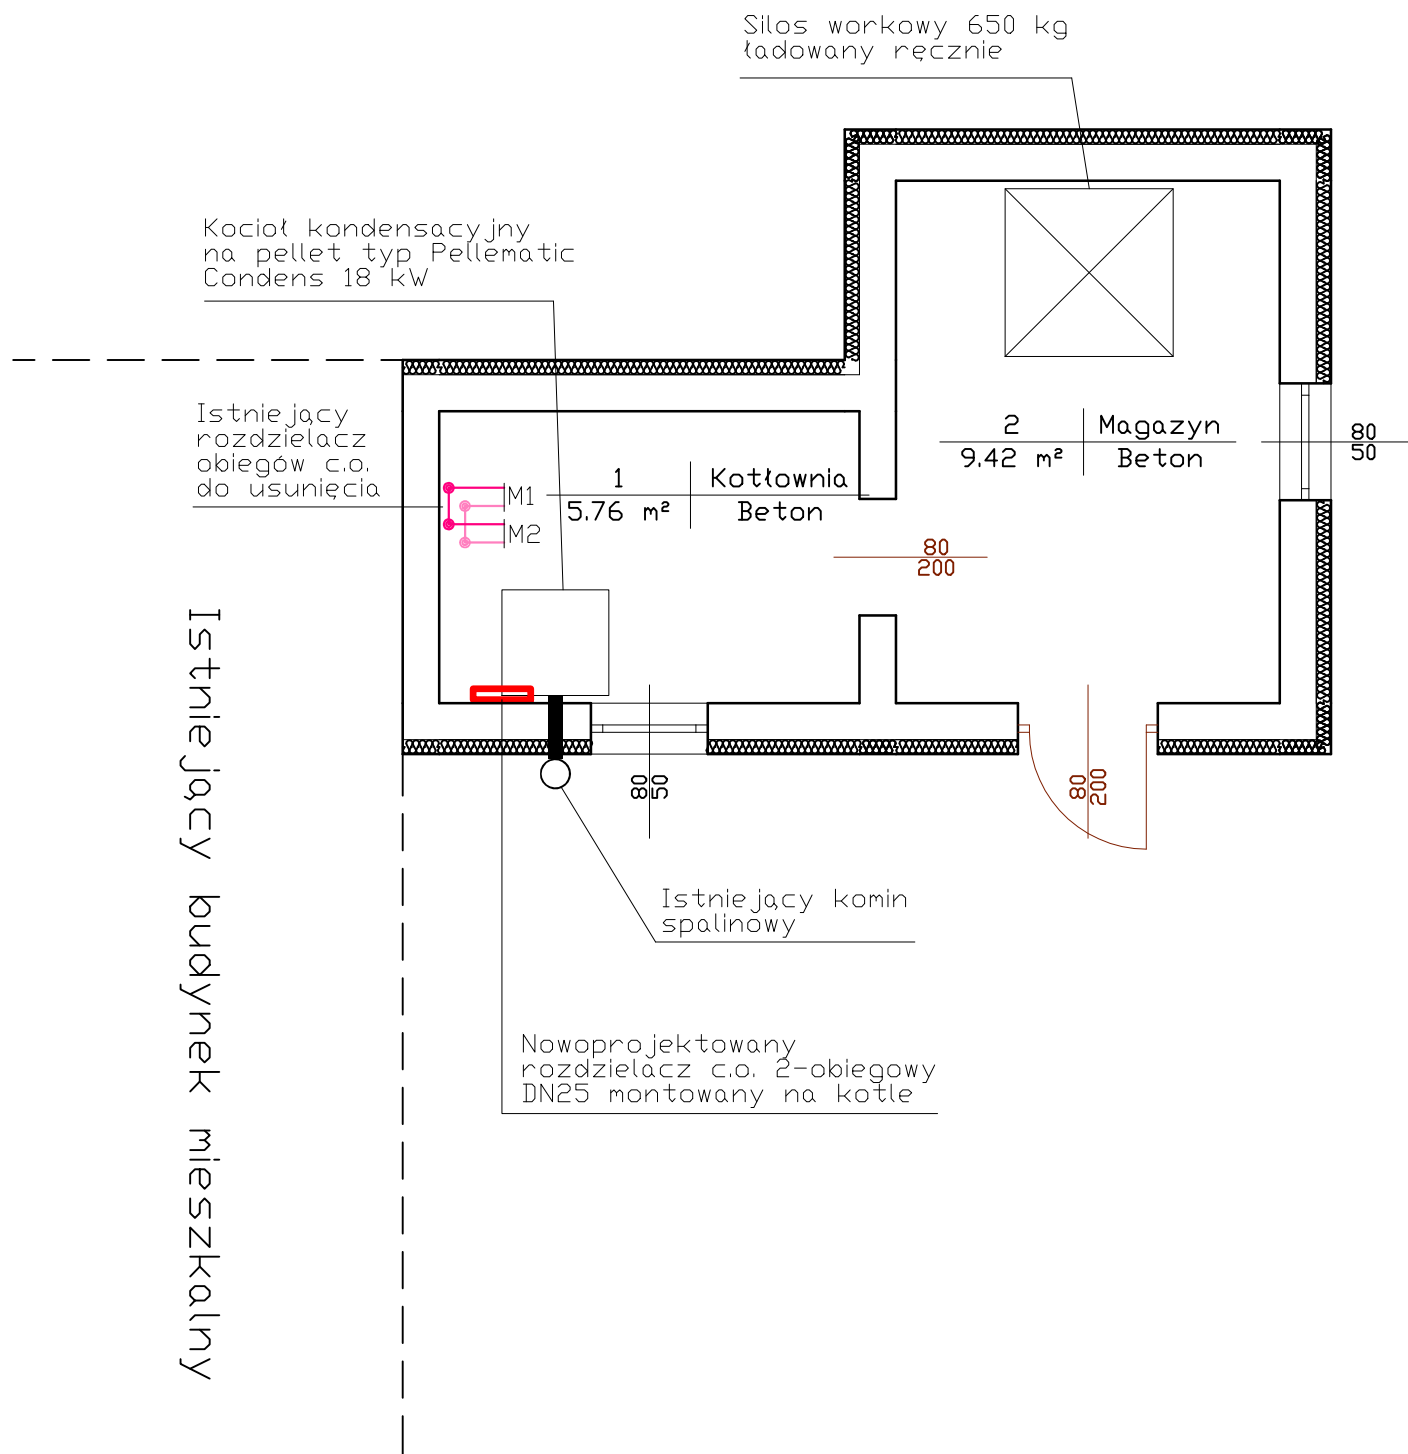 Silos workowy 650 kg
ładowany ręcznie
Kocioł kondensacyjny
na pellet typ Pellematic
Condens 18 kW
Istniejący
rozdzielacz
obiegów c.o.
do usunięcia
M1
M2
1 Kotłownia
5.76 m² Beton
2 Magazyn
9.42 m² Beton
80
50
80
200
80
50
80
200
Istniejący komin
spalinowy
Nowoprojektowany
rozdzielacz c.o. 2-obiegowy
DN25 montowany na kotle
Istniejący budynek mieszkalny